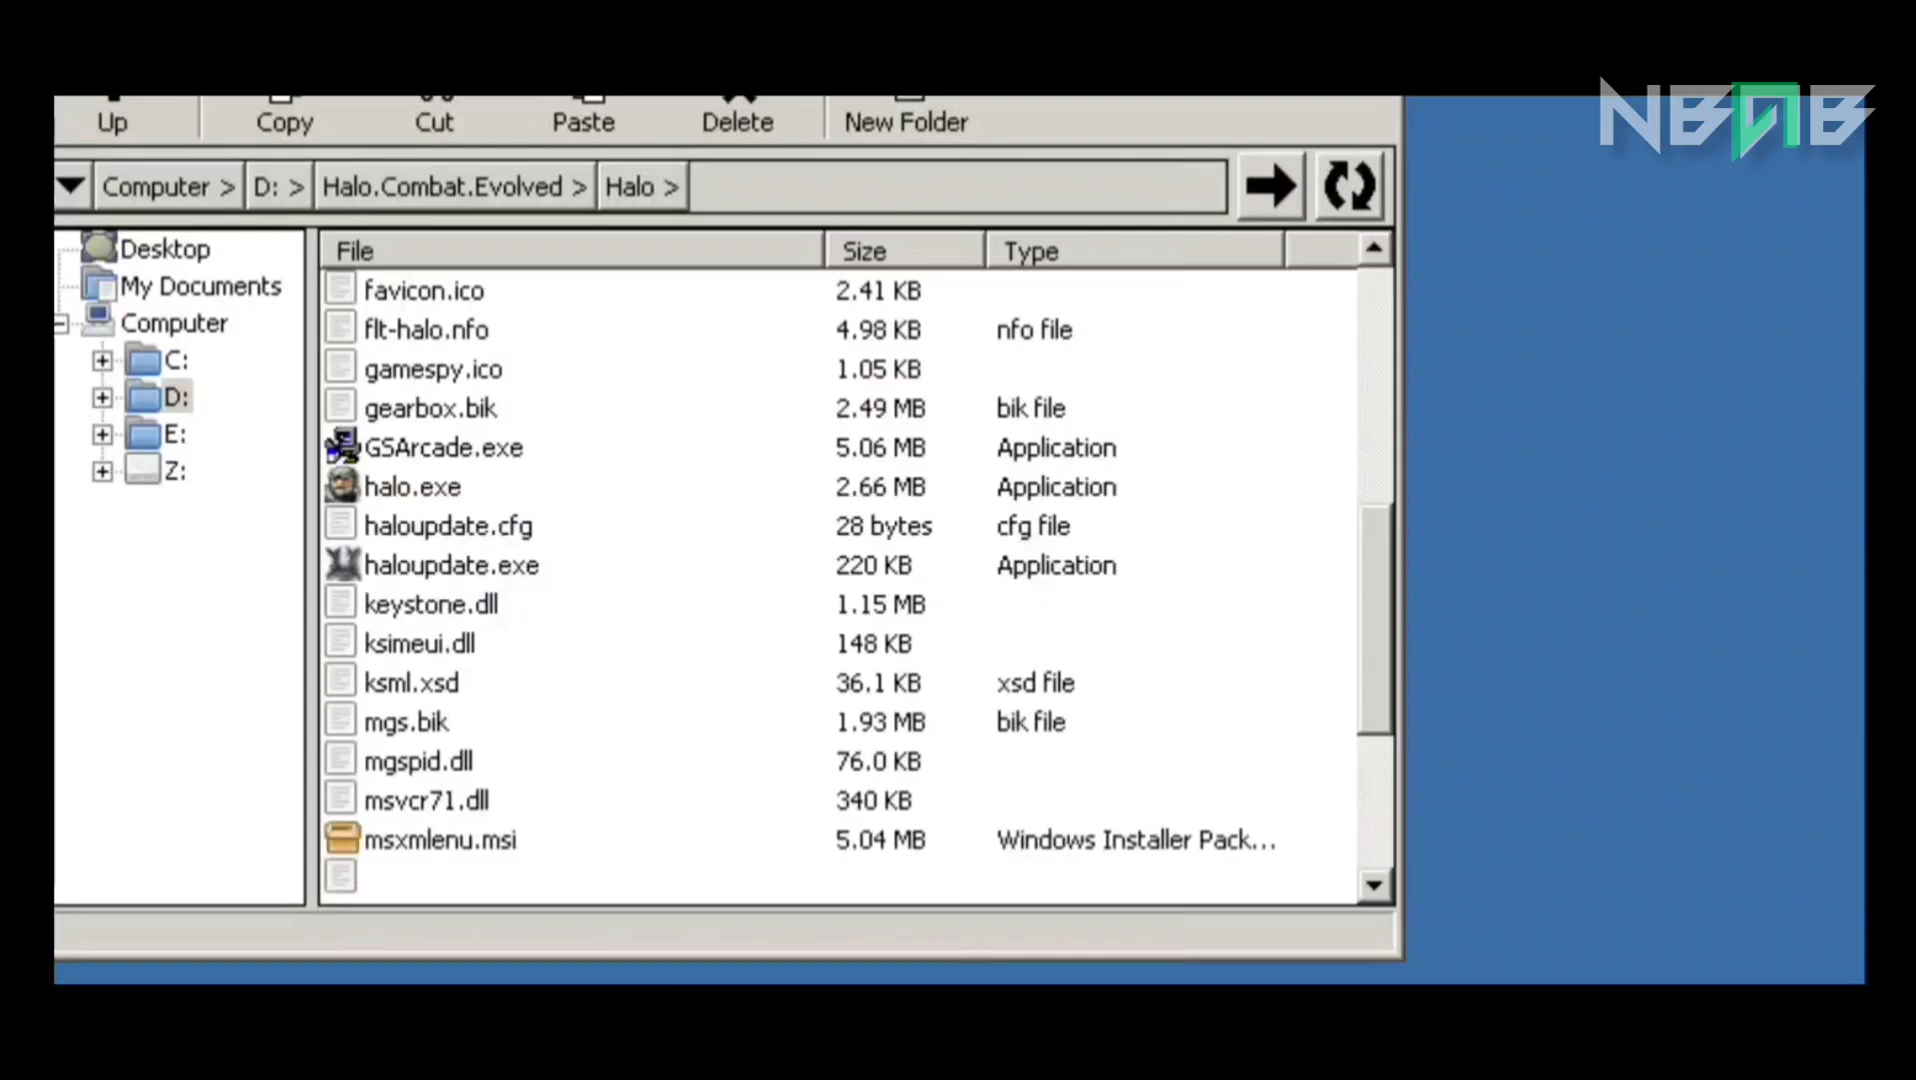 NBNB
Up Copy Cut Paste Delete New Folder
Computer > D: > Halo.Combat.Evolved > Halo >
Desktop
My Documents
Computer
C:
D:
E:
Z:
File Size Type
favicon.ico 2.41 KB
flt-halo.nfo 4.98 KB nfo file
gamespy.ico 1.05 KB
gearbox.bik 2.49 MB bik file
GSArcade.exe 5.06 MB Application
halo.exe 2.66 MB Application
haloupdate.cfg 28 bytes cfg file
haloupdate.exe 220 KB Application
keystone.dll 1.15 MB
ksimeui.dll 148 KB
ksml.xsd 36.1 KB xsd file
mgs.bik 1.93 MB bik file
mgspid.dll 76.0 KB
msvcr71.dll 340 KB
msxmlenu.msi 5.04 MB Windows Installer Pack...